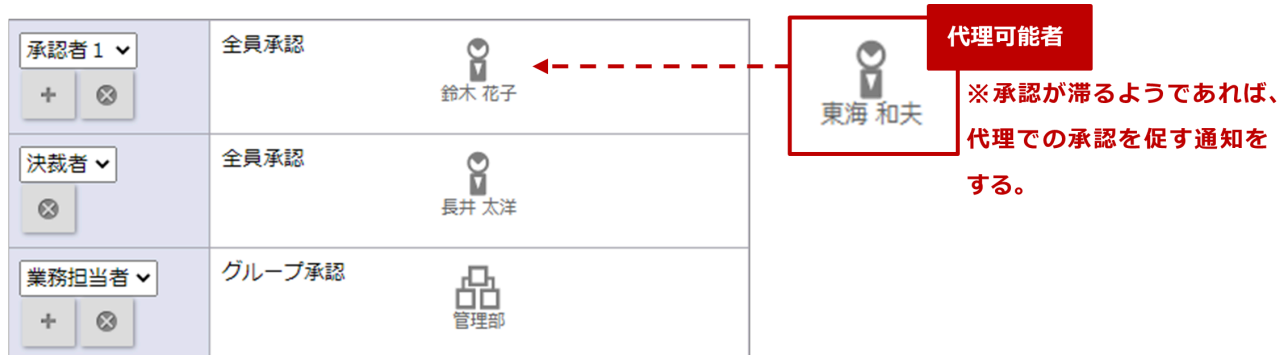 承認者 1
全員承認
鈴木 花子
決裁者
全員承認
長井 太洋
業務担当者
グループ承認
管理部
代理可能者
東海 和夫
※承認が滞るようであれば、
代理での承認を促す通知を
する。